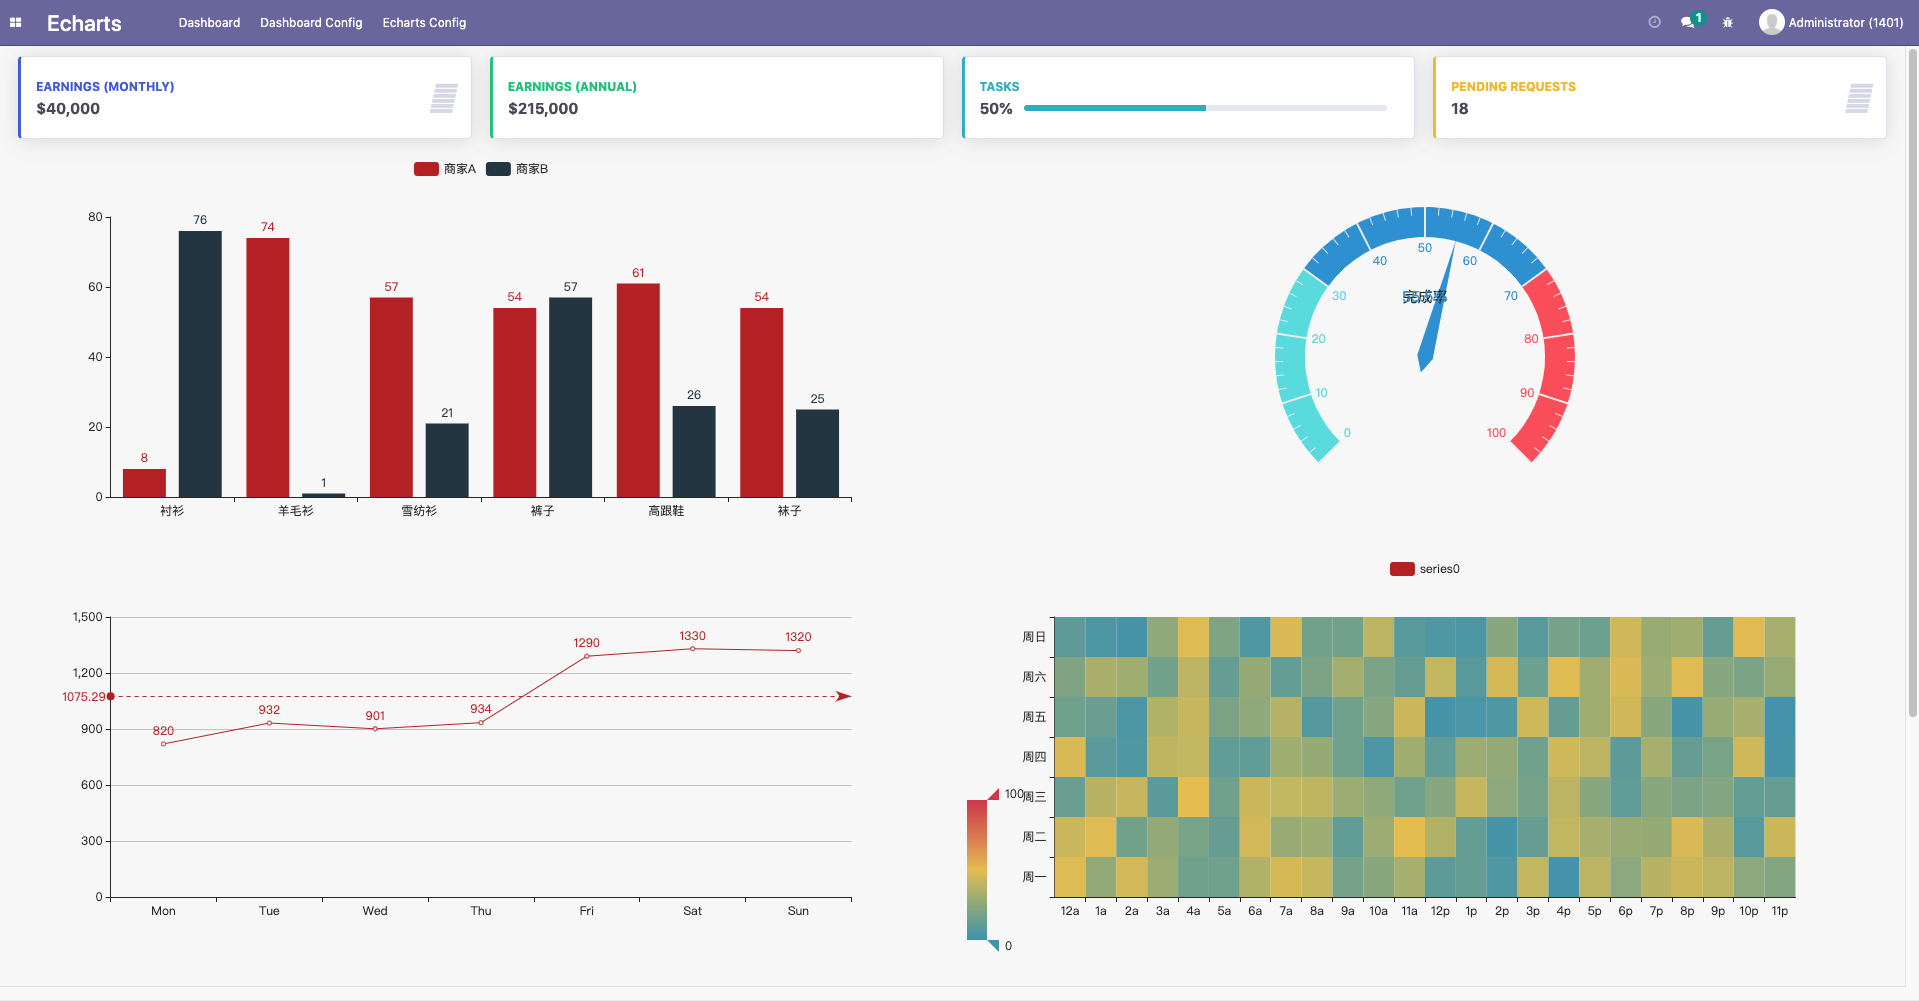 Echarts Dashboard Dashboard Config Echarts Config 1 Administrator (1401)
EARNINGS (MONTHLY)
$40,000
EARNINGS (ANNUAL)
$215,000
TASKS
50%
PENDING REQUESTS
18
商家A 商家B
80
60
40
20
0
8
76
74
1
57
21
54
57
61
26
54
25
衬衫 羊毛衫 雪纺衫 裤子 高跟鞋 袜子
0
10
20
30
40
50
60
70
80
90
100
完成率
1,500
1,200
1075.29
900
600
300
0
820
932
901
934
1290
1330
1320
Mon Tue Wed Thu Fri Sat Sun
series0
周日
周六
周五
周四
周三
周二
周一
100
0
12a 1a 2a 3a 4a 5a 6a 7a 8a 9a 10a 11a 12p 1p 2p 3p 4p 5p 6p 7p 8p 9p 10p 11p